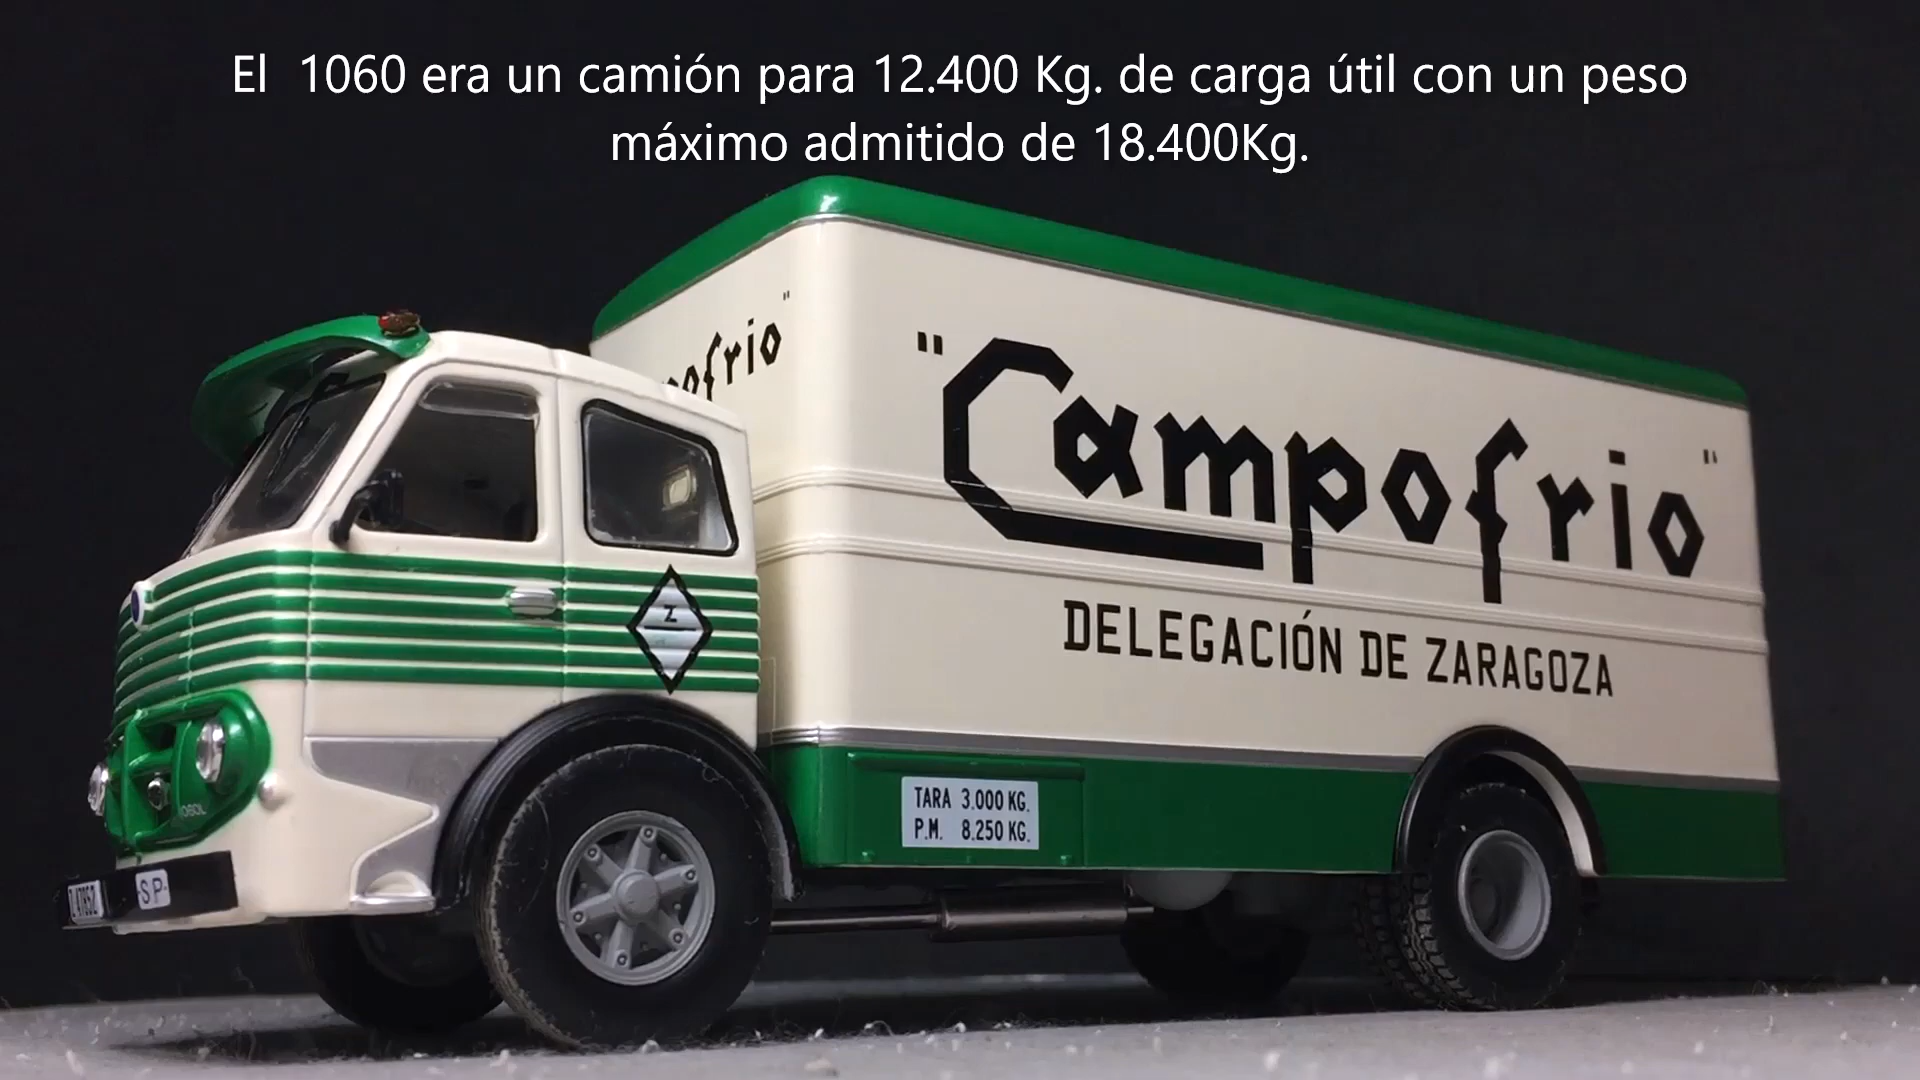 El  1060 era un camión para 12.400 Kg. de carga útil con un peso
máximo admitido de 18.400Kg.
"Campofrio"
DELEGACIÓN DE ZARAGOZA
Z
TARA 3.000 KG.
P.M. 8.250 KG.
SP